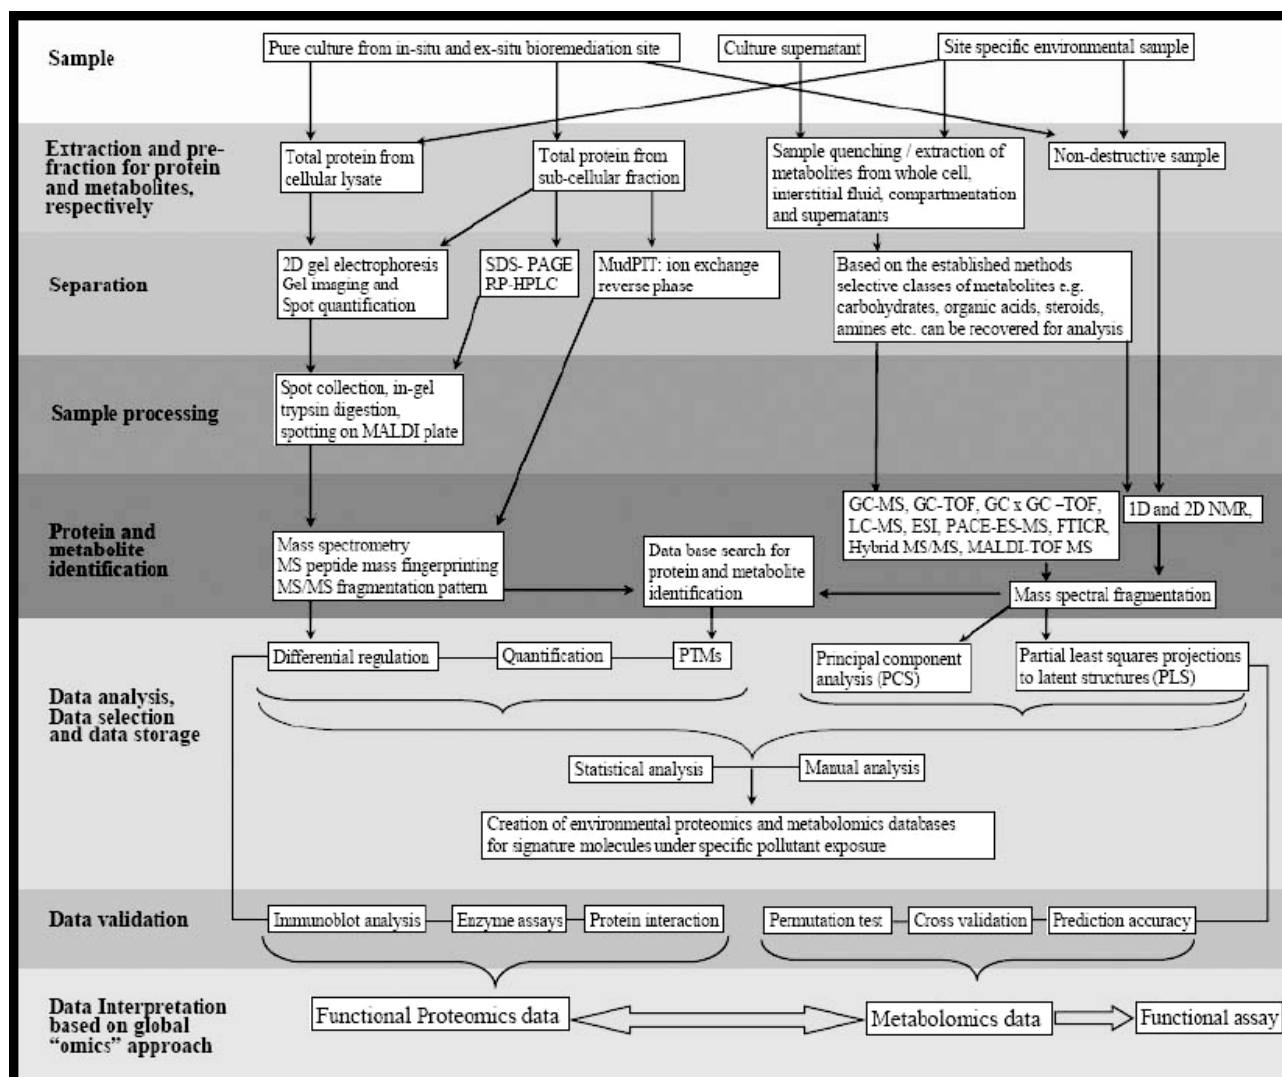 Sample
Pure culture from in-situ and ex-situ bioremediation site
Culture supernatant
Site specific environmental sample
Extraction and pre-
fraction for protein
and metabolites,
respectively
Total protein from
cellular lysate
Total protein from
sub-cellular fraction
Sample quenching / extraction of
metabolites from whole cell,
interstitial fluid, compartmentation
and supernatants
Non-destructive sample
Separation
2D gel electrophoresis
Gel imaging and
Spot quantification
SDS- PAGE
RP-HPLC
MudPIT: ion exchange
reverse phase
Based on the established methods
selective classes of metabolites e.g.
carbohydrates, organic acids, steroids,
amines etc. can be recovered for analysis
Sample processing
Spot collection, in-gel
trypsin digestion,
spotting on MALDI plate
Protein and
metabolite
identification
Mass spectrometry
MS peptide mass fingerprinting
MS/MS fragmentation pattern
Data base search for
protein and metabolite
identification
GC-MS, GC-TOF, GC x GC –TOF,
LC-MS, ESI, PACE-ES-MS, FTICR,
Hybrid MS/MS, MALDI-TOF MS
1D and 2D NMR,
Mass spectral fragmentation
Data analysis,
Data selection
and data storage
Differential regulation
Quantification
PTMs
Principal component
analysis (PCS)
Partial least squares projections
to latent structures (PLS)
Statistical analysis
Manual analysis
Creation of environmental proteomics and metabolomics databases
for signature molecules under specific pollutant exposure
Data validation
Immunoblot analysis
Enzyme assays
Protein interaction
Permutation test
Cross validation
Prediction accuracy
Data Interpretation
based on global
“omics” approach
Functional Proteomics data
Metabolomics data
Functional assay